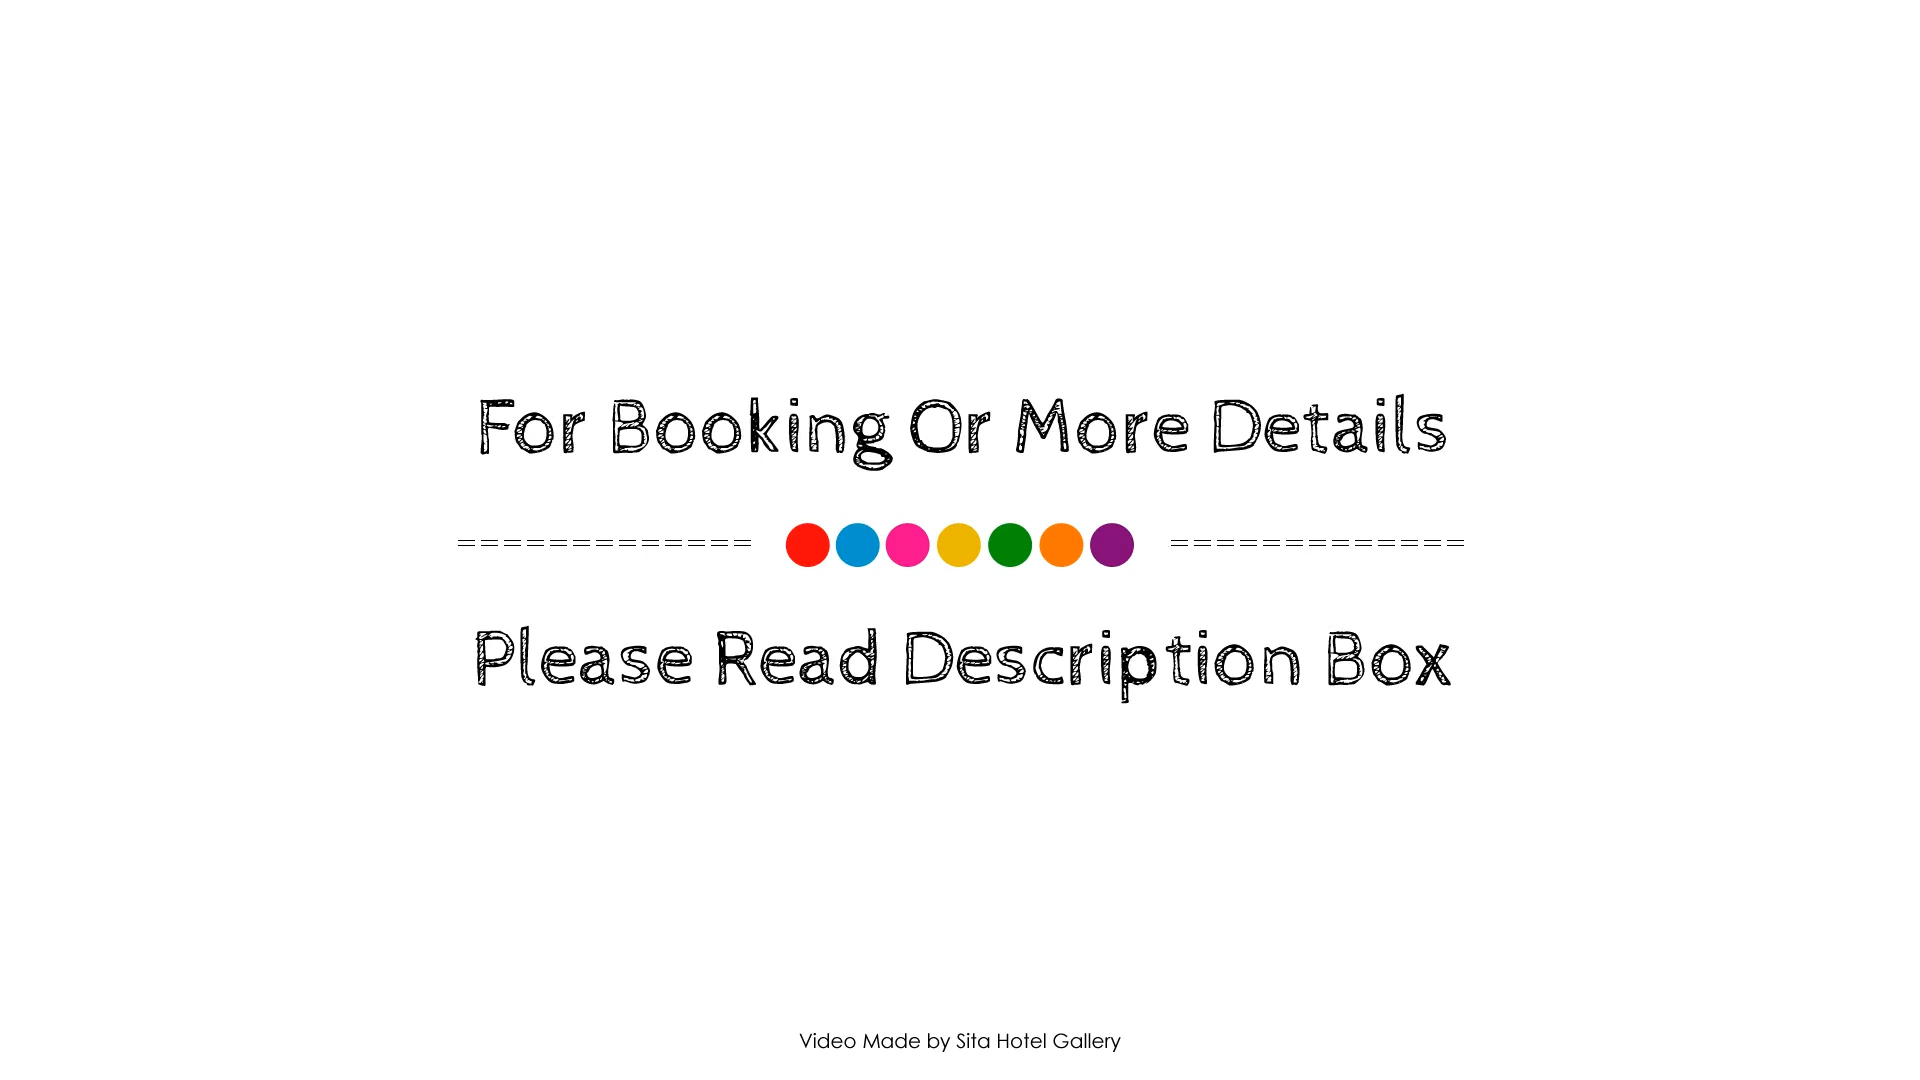 For Booking Or More Details
============= =============
Please Read Description Box
Video Made by Sita Hotel Gallery